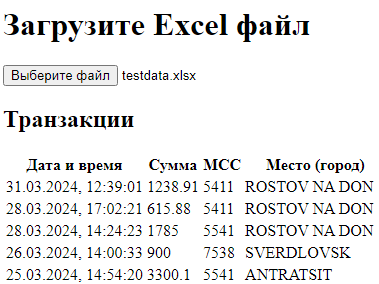 Загрузите Excel файл
Выберите файл testdata.xlsx
Транзакции
Дата и время Сумма MCC Место (город)
31.03.2024, 12:39:01 1238.91 5411 ROSTOV NA DON
28.03.2024, 17:02:21 615.88 5411 ROSTOV NA DON
28.03.2024, 14:24:23 1785 5541 ROSTOV NA DON
26.03.2024, 14:00:33 900 7538 SVERDLOVSK
25.03.2024, 14:54:20 3300.1 5541 ANTRATSIT